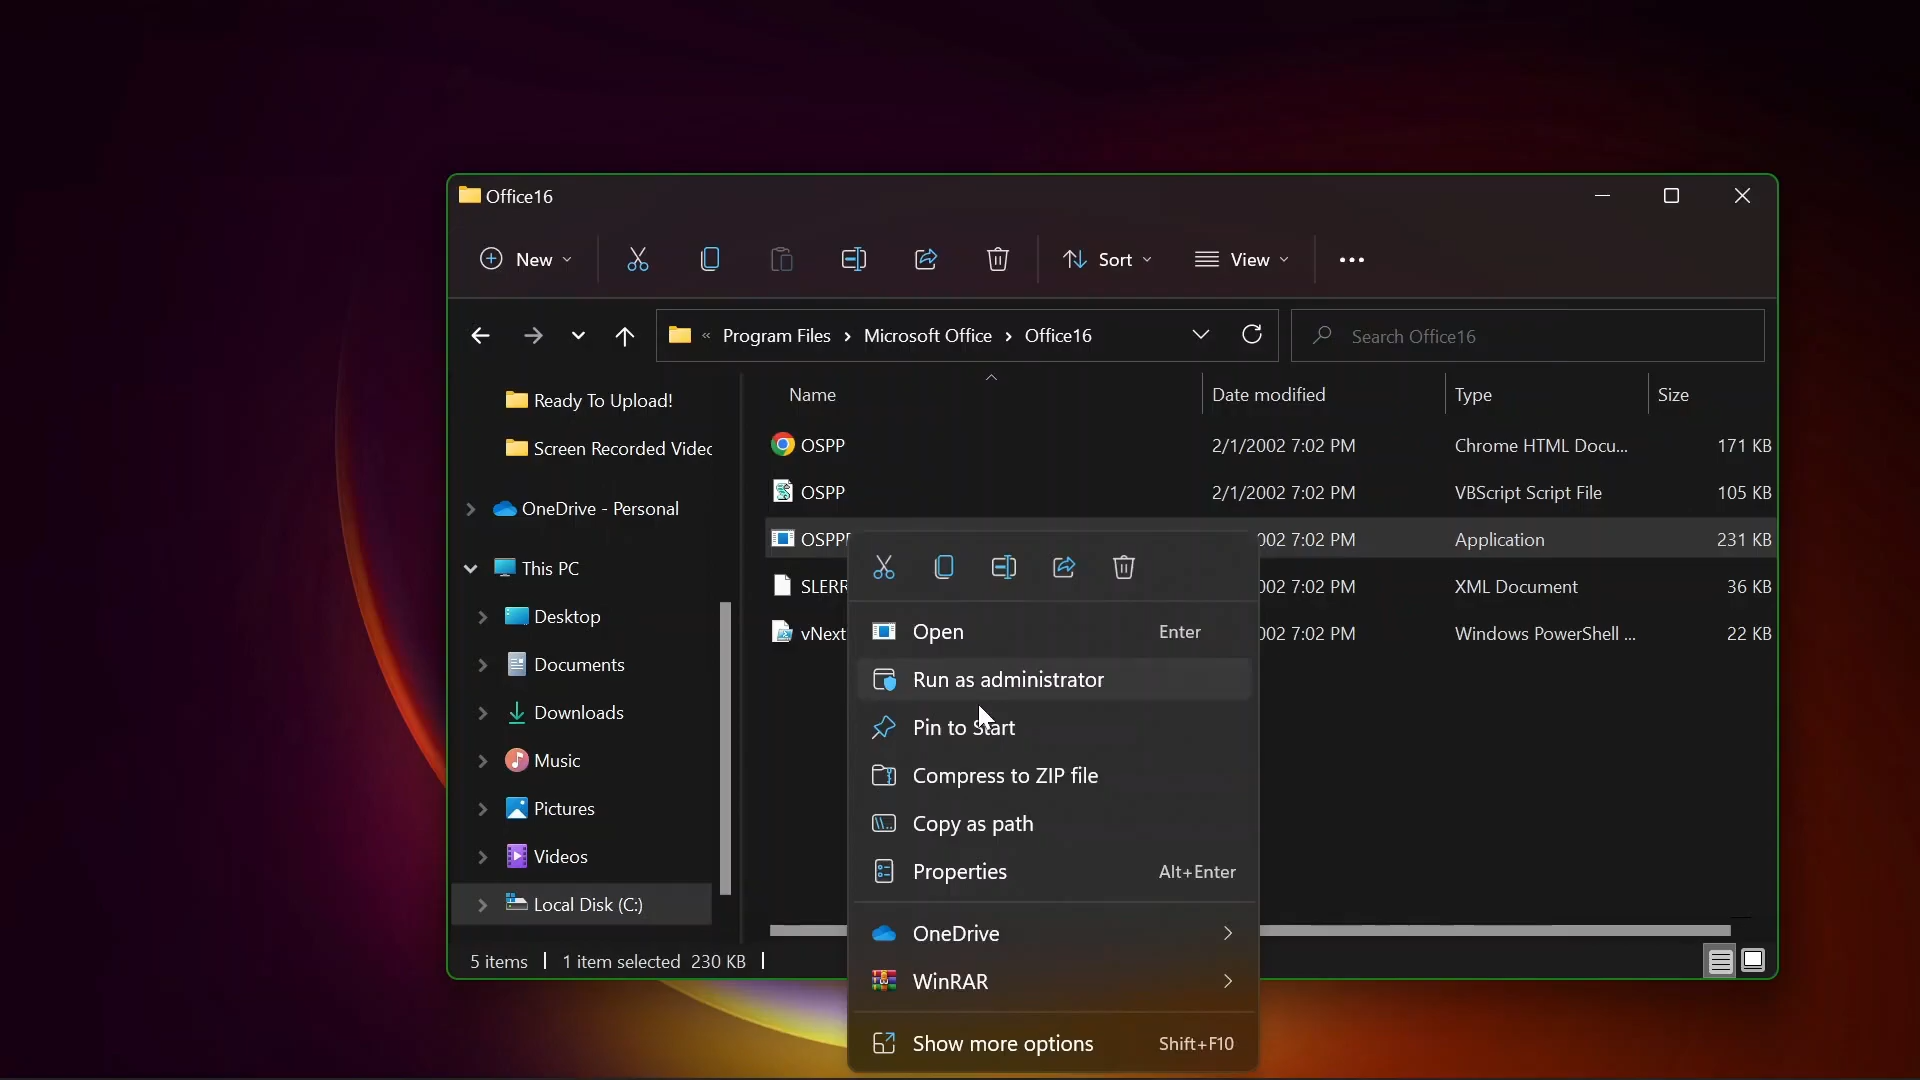 Office16
New
Sort
View
« Program Files > Microsoft Office > Office16
Search Office16
Ready To Upload!
Screen Recorded Videc
OneDrive - Personal
This PC
Desktop
Documents
Downloads
Music
Pictures
Videos
Local Disk (C:)
Name Date modified Type Size
OSPP 2/1/2002 7:02 PM Chrome HTML Docu... 171 KB
OSPP 2/1/2002 7:02 PM VBScript Script File 105 KB
OSPP 002 7:02 PM Application 231 KB
SLERR 002 7:02 PM XML Document 36 KB
vNext 002 7:02 PM Windows PowerShell ... 22 KB
Open Enter
Run as administrator
Pin to Start
Compress to ZIP file
Copy as path
Properties Alt+Enter
OneDrive
WinRAR
Show more options Shift+F10
5 items 1 item selected 230 KB